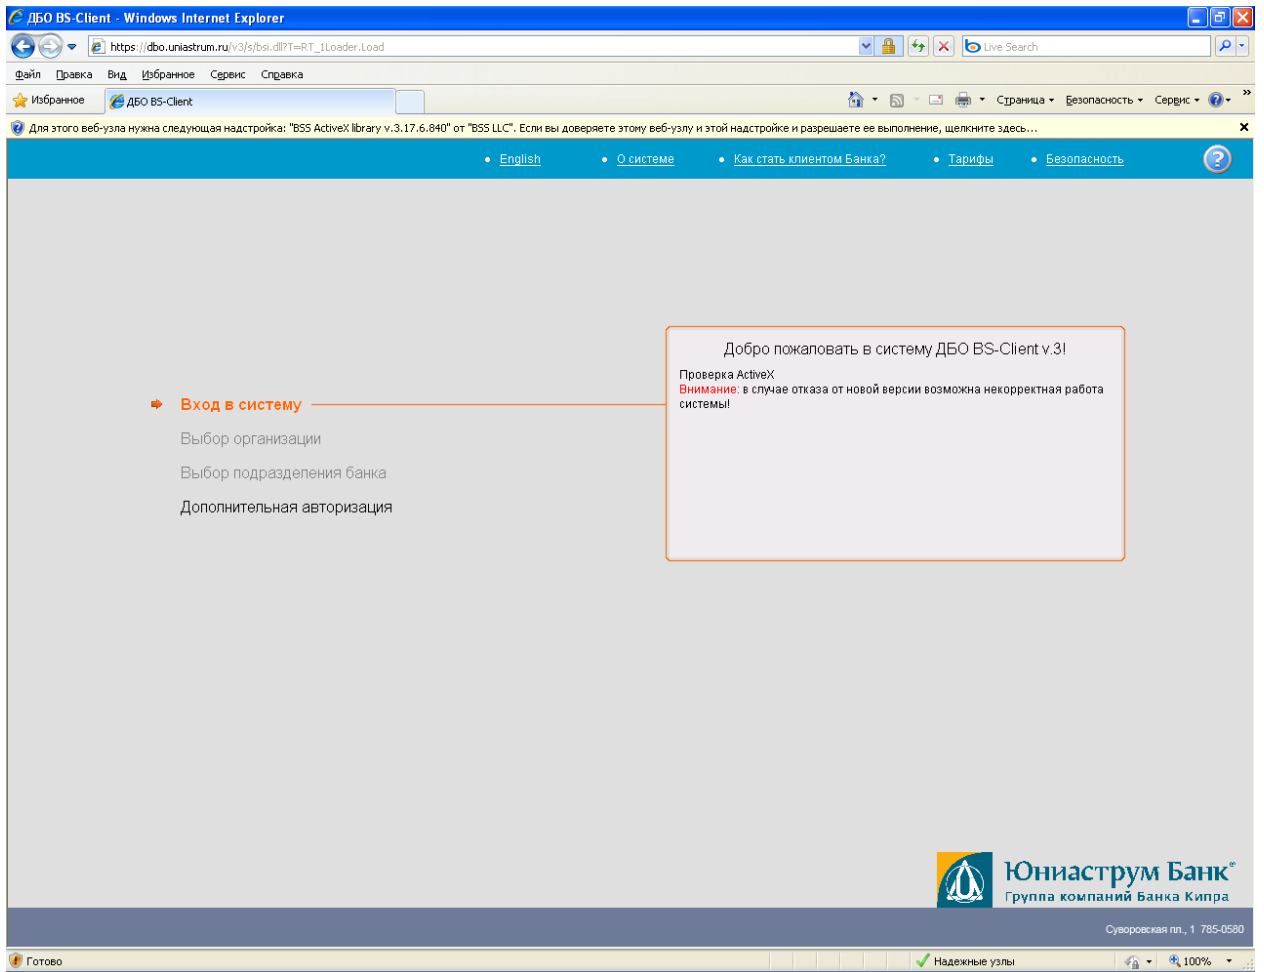 ДБО BS-Client - Windows Internet Explorer
https://dbo.uniastrum.ru/v3/s/bsi.dll?T=RT_1Loader.Load
Live Search
Файл Правка Вид Избранное Сервис Справка
Избранное ДБО BS-Client Страница Безопасность Сервис
Для этого веб-узла нужна следующая надстройка: "BSS ActiveX library v.3.17.6.840" от "BSS LLC". Если вы доверяете этому веб-узлу и этой надстройке и разрешаете ее выполнение, щелкните здесь...
• English • О системе • Как стать клиентом Банка? • Тарифы • Безопасность
Добро пожаловать в систему ДБО BS-Client v.3!
Проверка ActiveX
Внимание: в случае отказа от новой версии возможна некорректная работа
системы!
Вход в систему
Выбор организации
Выбор подразделения банка
Дополнительная авторизация
Юниаструм Банк®
Группа компаний Банка Кипра
Суворовская пл., 1 785-0580
Готово Надежные узлы 100%